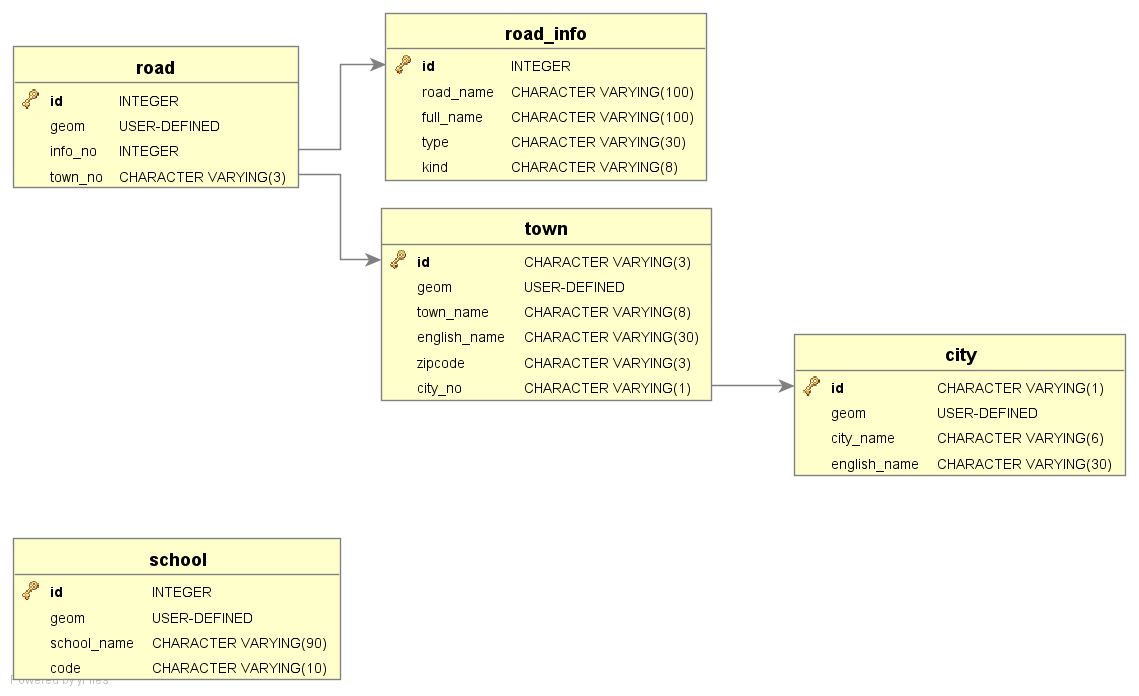 road
id INTEGER
geom USER-DEFINED
info_no INTEGER
town_no CHARACTER VARYING(3)
road_info
id INTEGER
road_name CHARACTER VARYING(100)
full_name CHARACTER VARYING(100)
type CHARACTER VARYING(30)
kind CHARACTER VARYING(8)
town
id CHARACTER VARYING(3)
geom USER-DEFINED
town_name CHARACTER VARYING(8)
english_name CHARACTER VARYING(30)
zipcode CHARACTER VARYING(3)
city_no CHARACTER VARYING(1)
city
id CHARACTER VARYING(1)
geom USER-DEFINED
city_name CHARACTER VARYING(6)
english_name CHARACTER VARYING(30)
school
id INTEGER
geom USER-DEFINED
school_name CHARACTER VARYING(90)
code CHARACTER VARYING(10)
Powered by yFiles